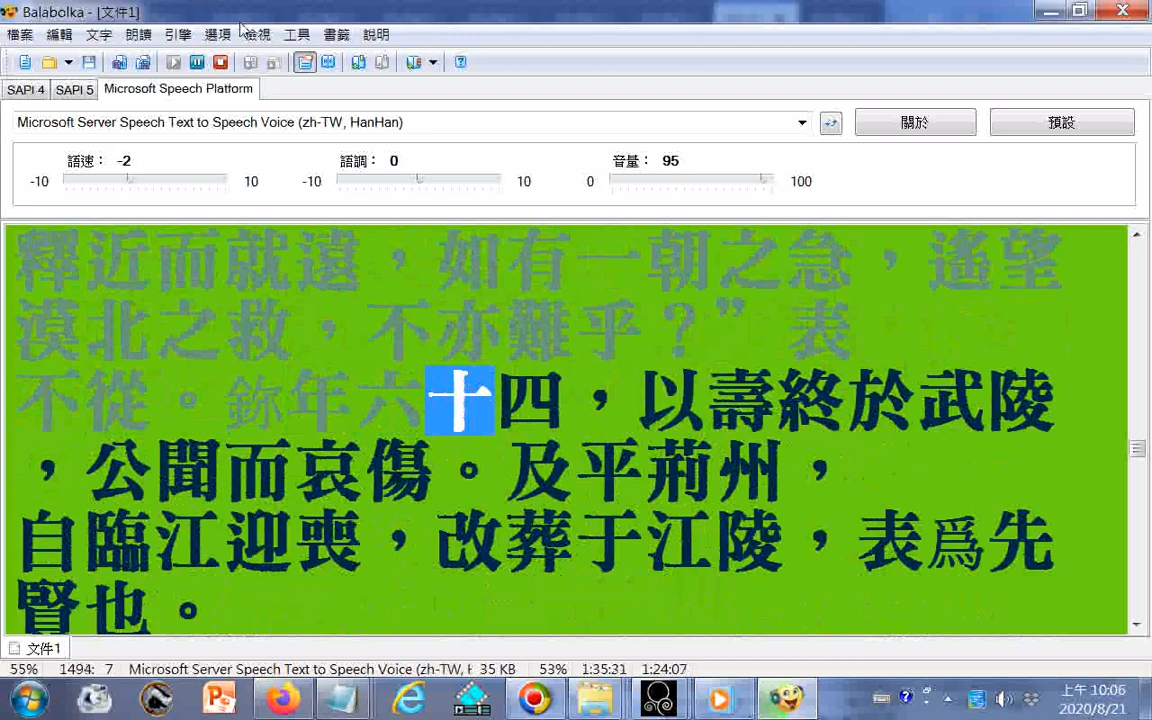 Balabolka - [文件1]
檔案 編輯 文字 朗讀 引擎 選項 檢視 工具 書籤 說明
SAPI 4 SAPI 5 Microsoft Speech Platform
Microsoft Server Speech Text to Speech Voice (zh-TW, HanHan) 關於 預設
語速： -2 語調： 0 音量： 95
-10 10 -10 10 0 100
釋近而就遠，如有一朝之急，遙望
漠北之救，不亦難乎？”表
不從。鉨年六十四，以壽終於武陵
，公聞而哀傷。及平荊州，
自臨江迎喪，改葬于江陵，表爲先
賢也。
文件1
55% 1494: 7 Microsoft Server Speech Text to Speech Voice (zh-TW, H 35 KB 53% 1:35:31 1:24:07
上午 10:06
2020/8/21